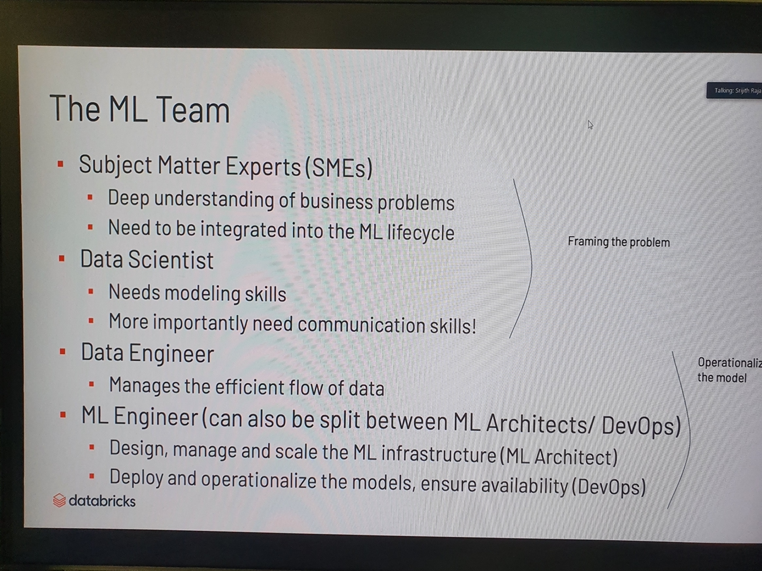 The ML Team
Talking: Srijith Raja
Subject Matter Experts (SMEs)
Deep understanding of business problems
Need to be integrated into the ML lifecycle
Framing the problem
Data Scientist
Needs modeling skills
More importantly need communication skills!
Data Engineer
Manages the efficient flow of data
Operationaliz
the model
ML Engineer (can also be split between ML Architects/ DevOps)
Design, manage and scale the ML infrastructure (ML Architect)
Deploy and operationalize the models, ensure availability (DevOps)
databricks